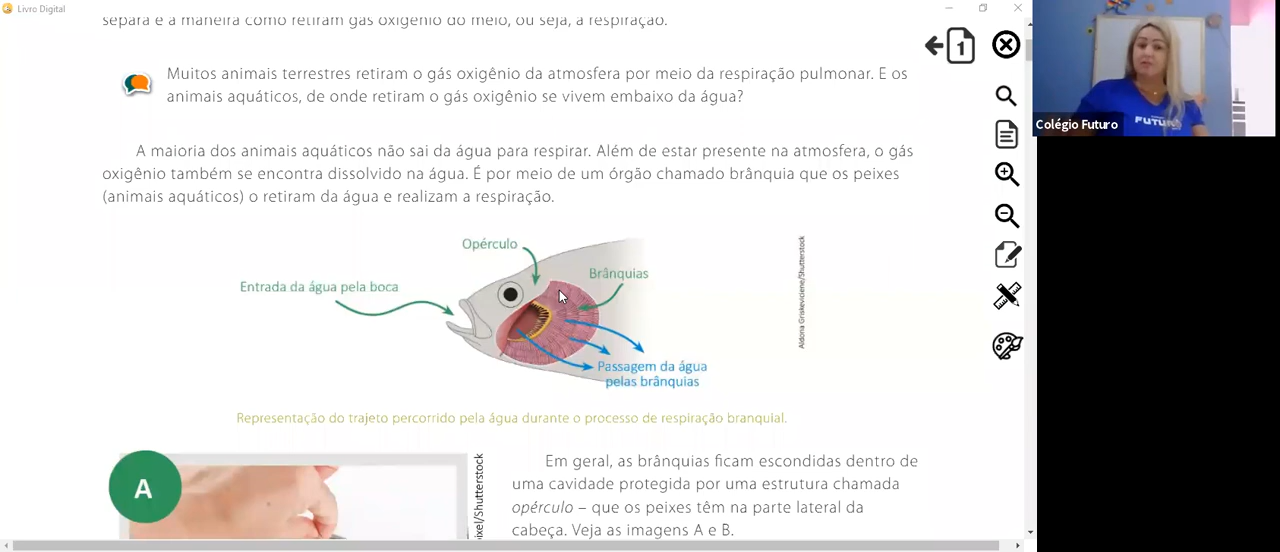 Livro Digital
separa é a maneira como retiram gás oxigênio do meio, ou seja, a respiração.
1
Muitos animais terrestres retiram o gás oxigênio da atmosfera por meio da respiração pulmonar. E os
animais aquáticos, de onde retiram o gás oxigênio se vivem embaixo da água?
Colégio Futuro
FUTURO
A maioria dos animais aquáticos não sai da água para respirar. Além de estar presente na atmosfera, o gás
oxigênio também se encontra dissolvido na água. É por meio de um órgão chamado brânquia que os peixes
(animais aquáticos) o retiram da água e realizam a respiração.
Opérculo
Brânquias
Entrada da água pela boca
Aldona Griskeviciene/Shutterstock
Passagem da água
pelas brânquias
Representação do trajeto percorrido pela água durante o processo de respiração branquial.
A
pixel/Shutterstock
Em geral, as brânquias ficam escondidas dentro de
uma cavidade protegida por uma estrutura chamada
opérculo – que os peixes têm na parte lateral da
cabeça. Veja as imagens A e B.